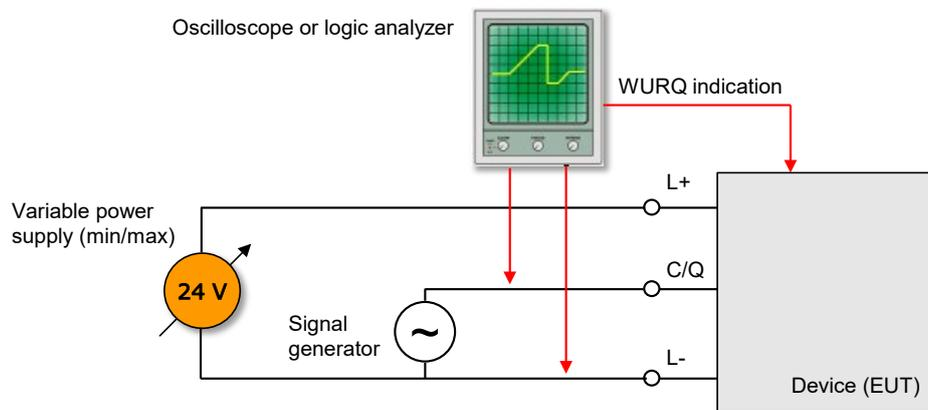 Oscilloscope or logic analyzer
WURQ indication
L+
Variable power
supply (min/max)
24 V
C/Q
Signal
generator
~
L-
Device (EUT)